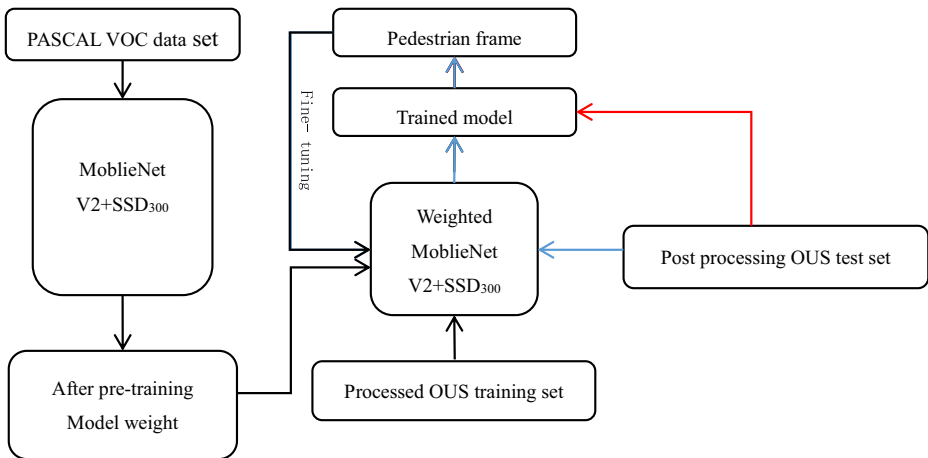 PASCAL VOC data set
MoblieNet
V2+SSD300
After pre-training
Model weight
Pedestrian frame
Fine- tuning
Trained model
Weighted
MoblieNet
V2+SSD300
Processed OUS training set
Post processing OUS test set